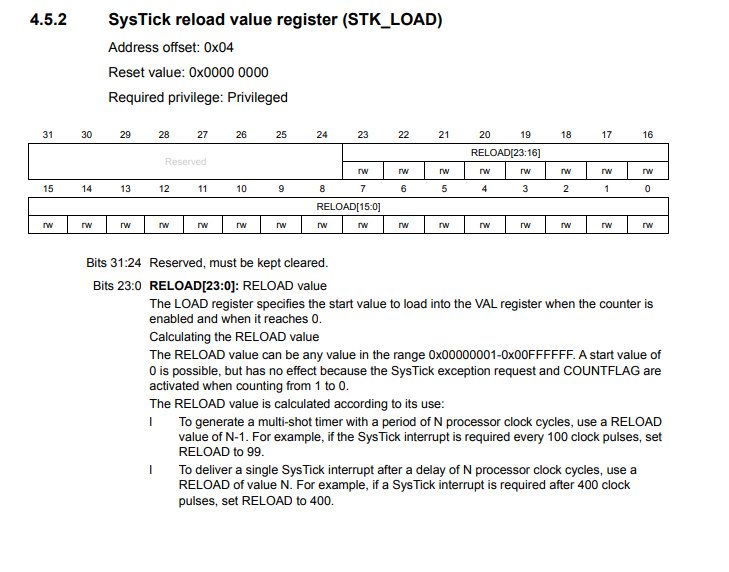 4.5.2 SysTick reload value register (STK_LOAD)
Address offset: 0x04
Reset value: 0x0000 0000
Required privilege: Privileged
31 30 29 28 27 26 25 24 23 22 21 20 19 18 17 16
Reserved
RELOAD[23:16]
rw rw rw rw rw rw rw rw
15 14 13 12 11 10 9 8 7 6 5 4 3 2 1 0
RELOAD[15:0]
rw rw rw rw rw rw rw rw rw rw rw rw rw rw rw rw
Bits 31:24 Reserved, must be kept cleared.
Bits 23:0 RELOAD[23:0]: RELOAD value
The LOAD register specifies the start value to load into the VAL register when the counter is
enabled and when it reaches 0.
Calculating the RELOAD value
The RELOAD value can be any value in the range 0x00000001-0x00FFFFFF. A start value of
0 is possible, but has no effect because the SysTick exception request and COUNTFLAG are
activated when counting from 1 to 0.
The RELOAD value is calculated according to its use:
l To generate a multi-shot timer with a period of N processor clock cycles, use a RELOAD
value of N-1. For example, if the SysTick interrupt is required every 100 clock pulses, set
RELOAD to 99.
l To deliver a single SysTick interrupt after a delay of N processor clock cycles, use a
RELOAD of value N. For example, if a SysTick interrupt is required after 400 clock
pulses, set RELOAD to 400.